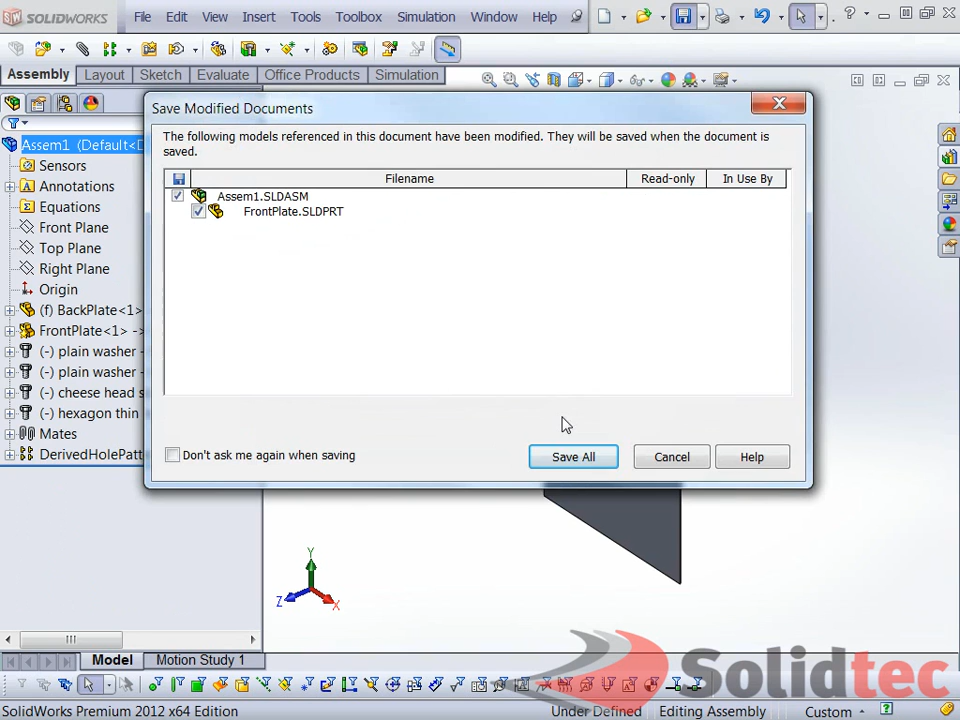 SOLIDWORKS File Edit View Insert Tools Toolbox Simulation Window Help
Assembly Layout Sketch Evaluate Office Products Simulation
Save Modified Documents
The following models referenced in this document have been modified. They will be saved when the document is
saved.
Filename Read-only In Use By
Assem1.SLDASM
FrontPlate.SLDPRT
Don't ask me again when saving
Save All Cancel Help
Assem1 (Default<D
Sensors
Annotations
Equations
Front Plane
Top Plane
Right Plane
Origin
(f) BackPlate<1>
FrontPlate<1> ->
(-) plain washer
(-) plain washer
(-) cheese head s
(-) hexagon thin
Mates
DerivedHolePatt
Y
Z X
Model Motion Study 1
Solidtec
SolidWorks Premium 2012 x64 Edition Under Defined Editing Assembly Custom